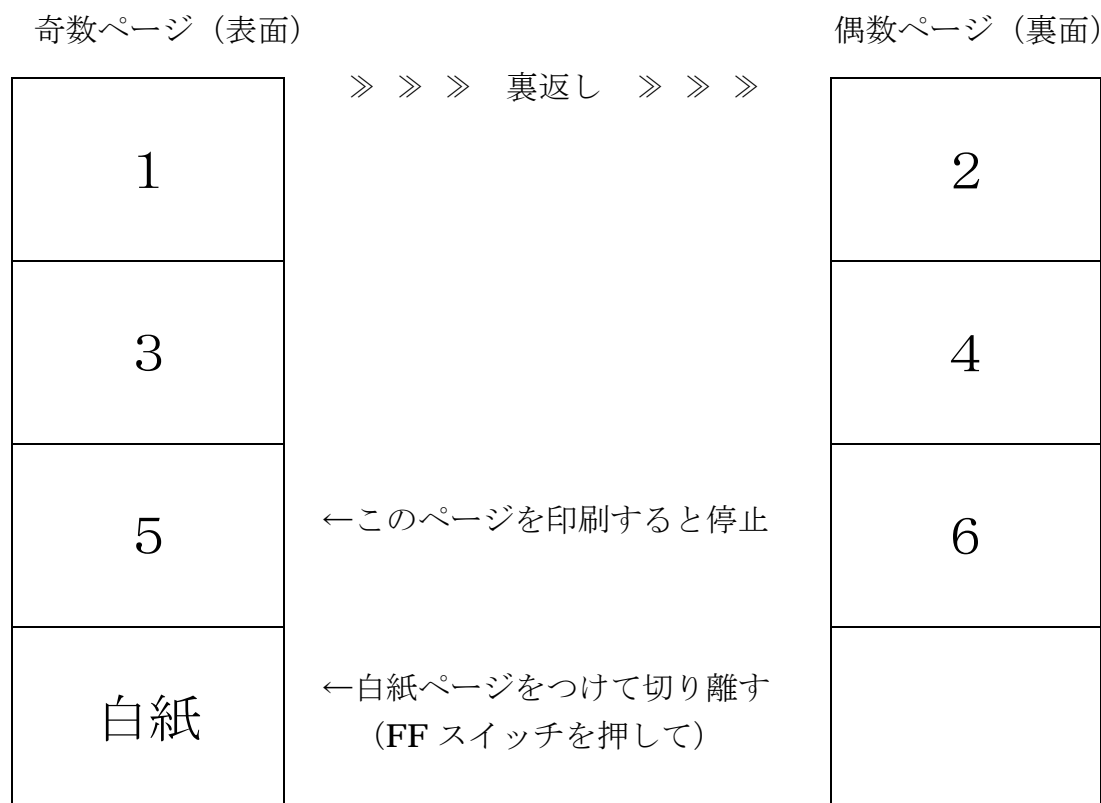 奇数ページ（表面）
偶数ページ（裏面）
≫ ≫ ≫ 裏返し ≫ ≫ ≫
１
２
３
４
５
←このページを印刷すると停止
６
白紙
←白紙ページをつけて切り離す
（FF スイッチを押して）